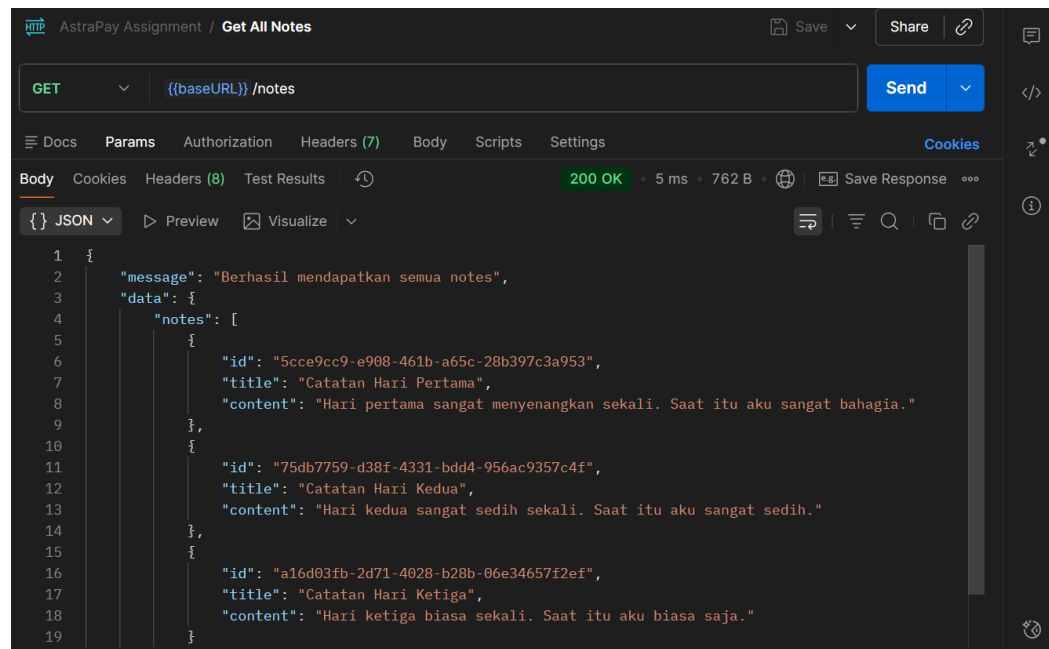 HTTP AstraPay Assignment / Get All Notes Save Share
GET {{baseURL}} /notes Send
Docs Params Authorization Headers (7) Body Scripts Settings Cookies
Body Cookies Headers (8) Test Results 200 OK • 5 ms • 762 B • e.g. Save Response
{} JSON Preview Visualize
1 {
2 "message": "Berhasil mendapatkan semua notes",
3 "data": {
4 "notes": [
5 {
6 "id": "5cce9cc9-e908-461b-a65c-28b397c3a953",
7 "title": "Catatan Hari Pertama",
8 "content": "Hari pertama sangat menyenangkan sekali. Saat itu aku sangat bahagia."
9 },
10 {
11 "id": "75db7759-d38f-4331-bdd4-956ac9357c4f",
12 "title": "Catatan Hari Kedua",
13 "content": "Hari kedua sangat sedih sekali. Saat itu aku sangat sedih."
14 },
15 {
16 "id": "a16d03fb-2d71-4028-b28b-06e34657f2ef",
17 "title": "Catatan Hari Ketiga",
18 "content": "Hari ketiga biasa sekali. Saat itu aku biasa saja."
19 }